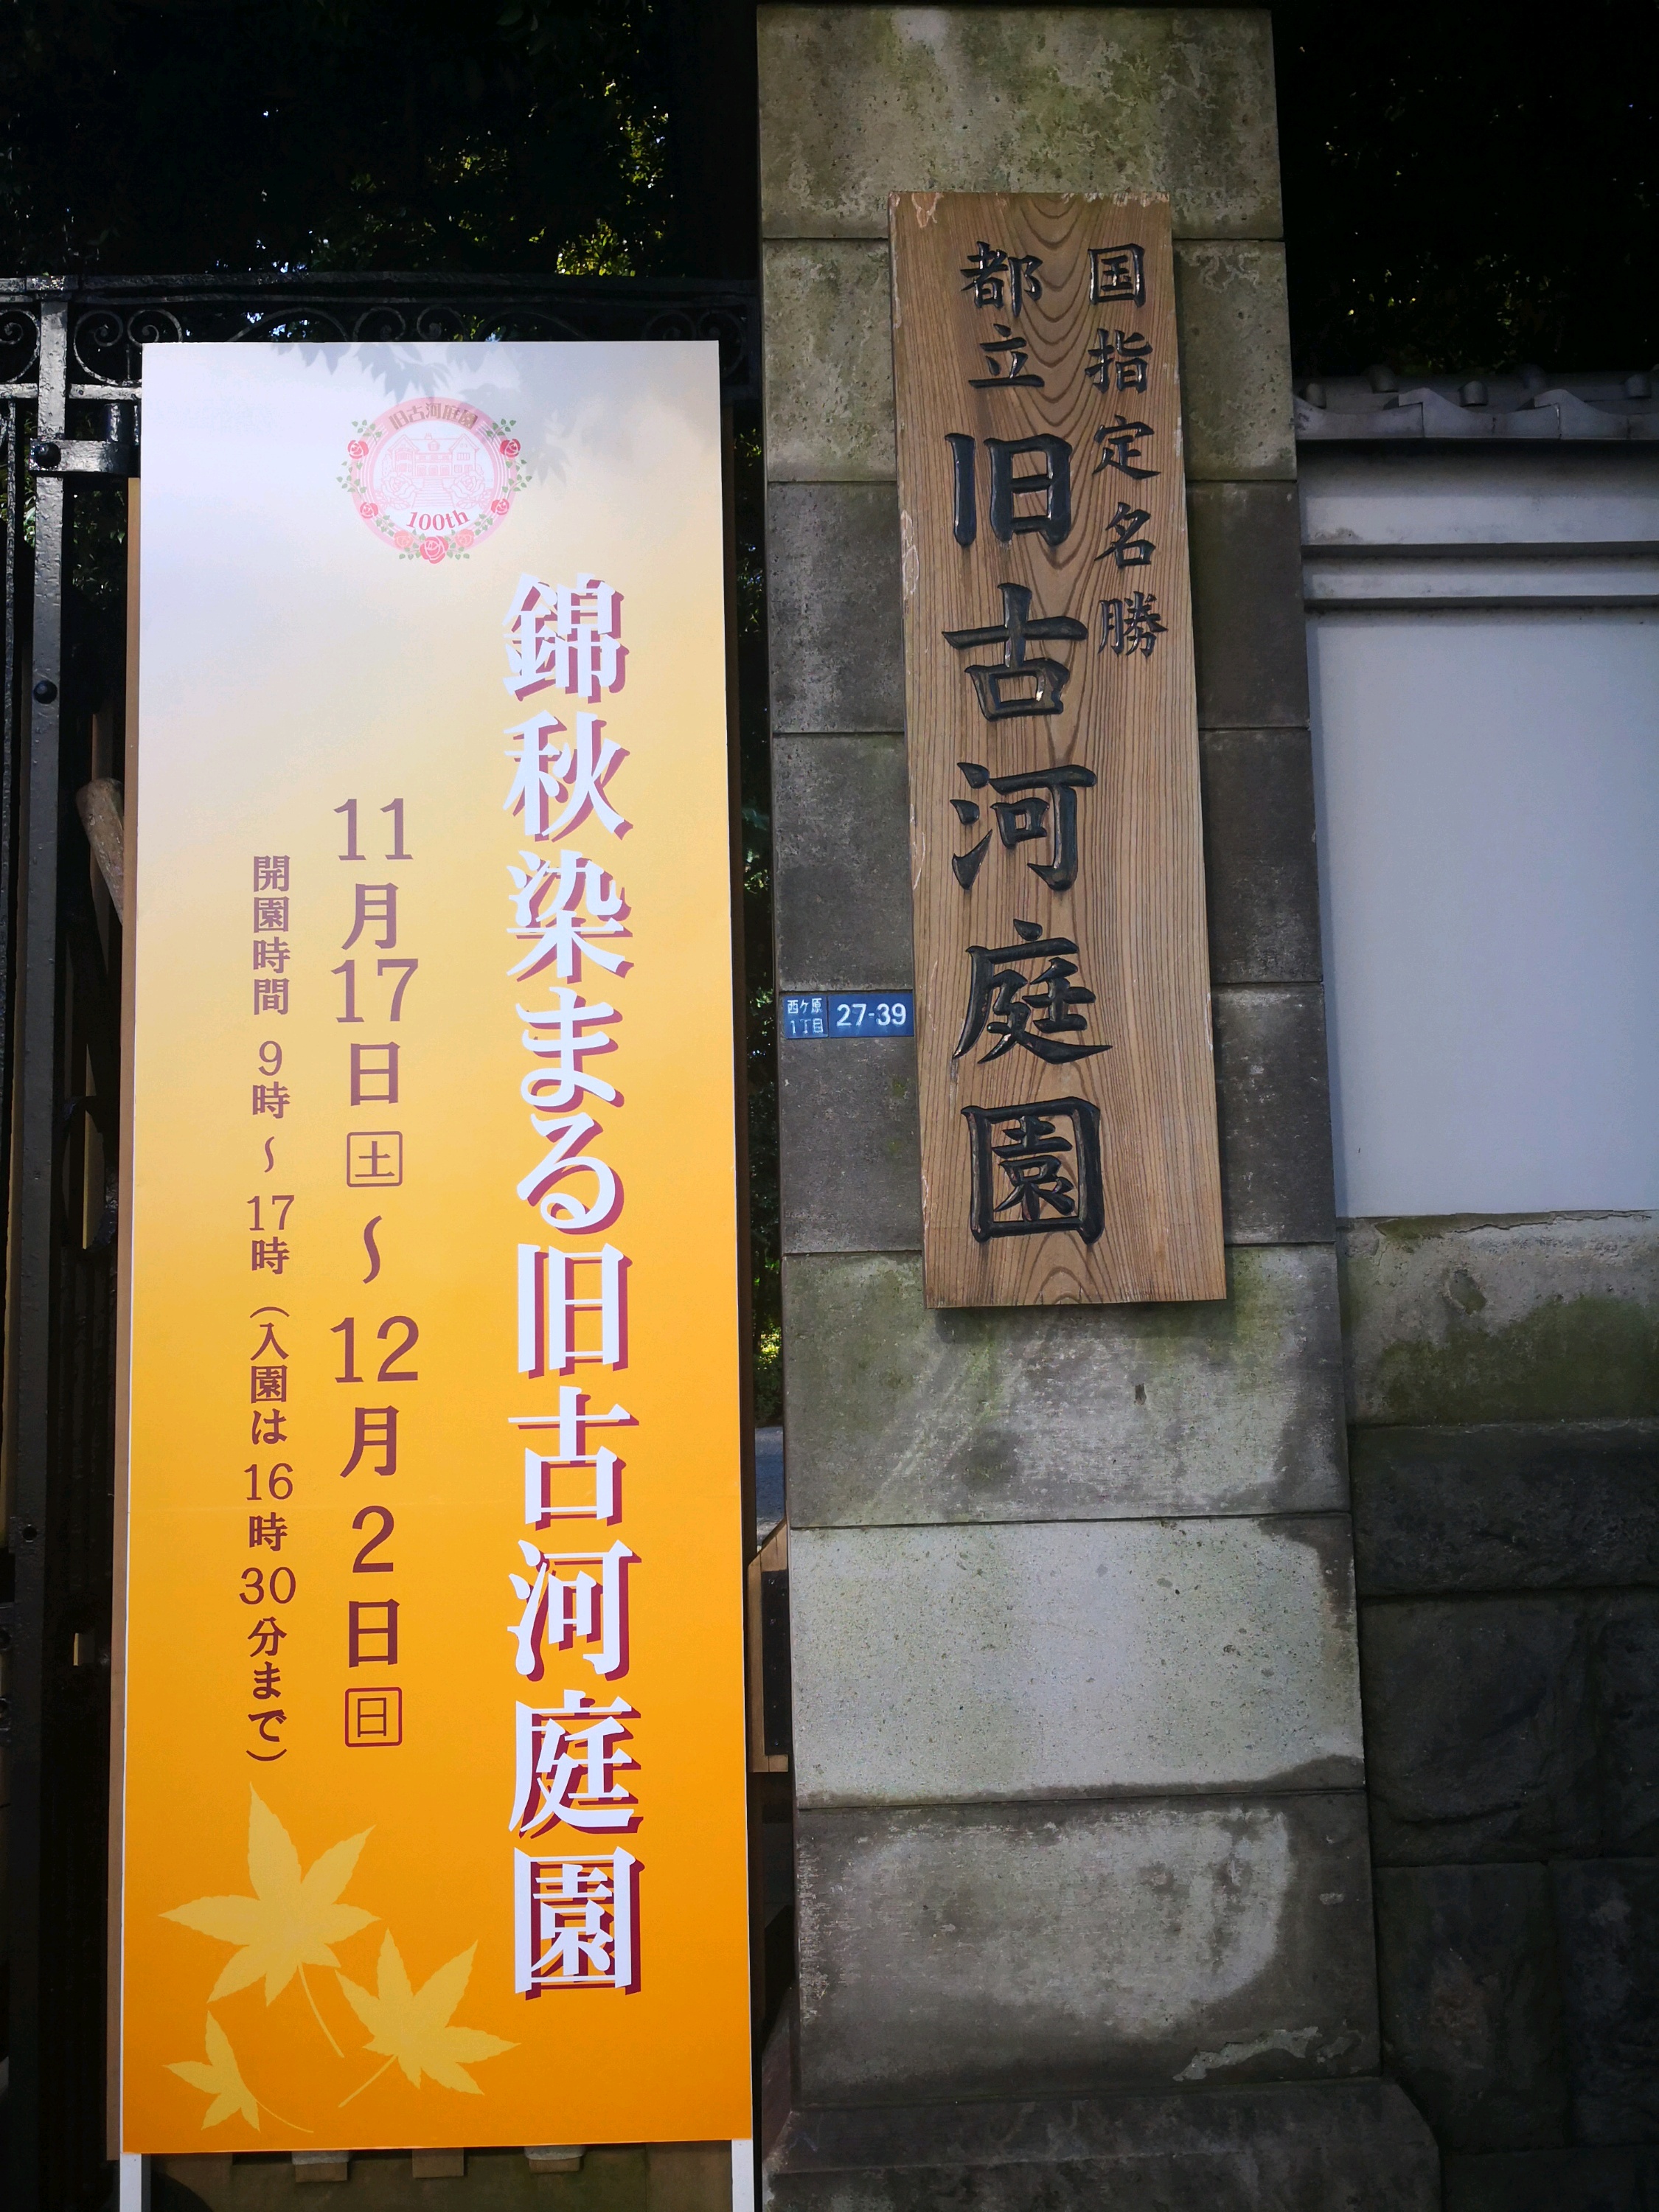 国指定名勝
都立旧古河庭園
西ケ原
1丁目
27-39
旧古河庭園
100th
錦秋染まる旧古河庭園
11月17日土～12月2日日
開園時間 9時～17時（入園は16時30分まで）